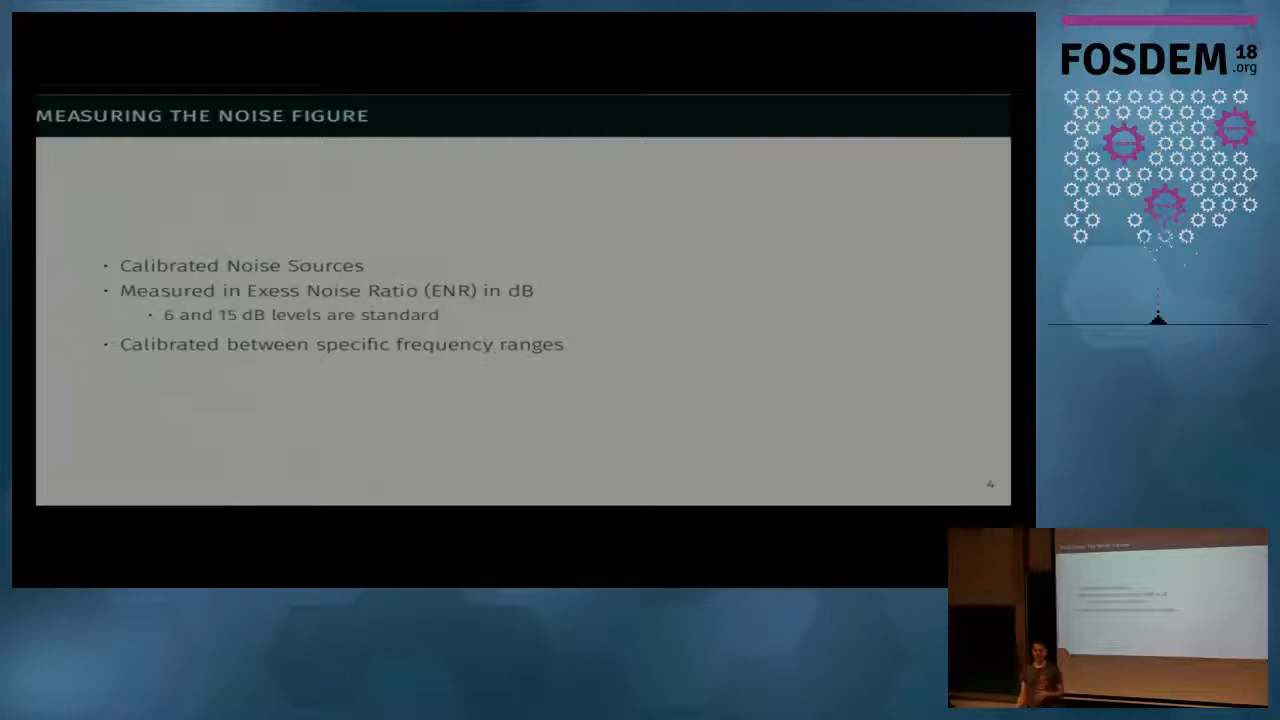 FOSDEM 18
.org
MEASURING THE NOISE FIGURE
· Calibrated Noise Sources
· Measured in Exess Noise Ratio (ENR) in dB
· 6 and 15 dB levels are standard
· Calibrated between specific frequency ranges
4